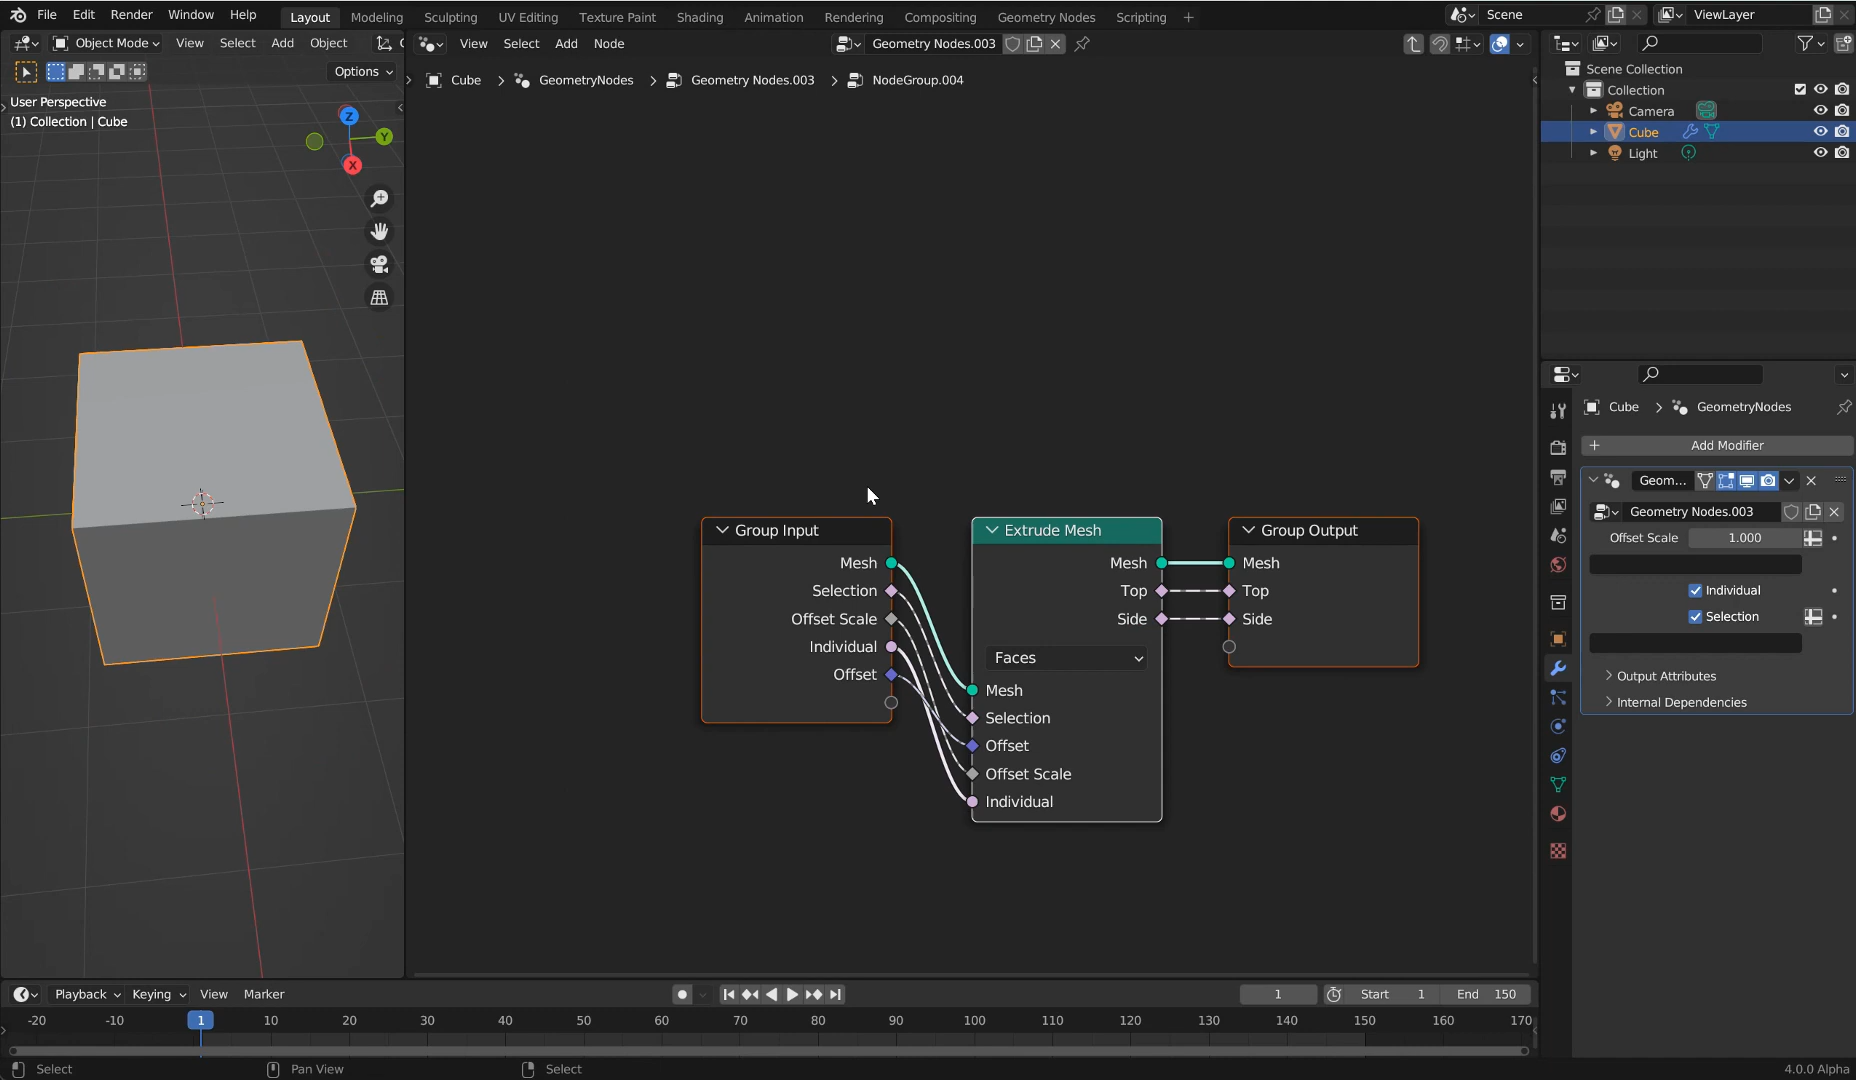 File Edit Render Window Help Layout Modeling Sculpting UV Editing Texture Paint Shading Animation Rendering Compositing Geometry Nodes Scripting + Scene ViewLayer
Object Mode View Select Add Object
View Select Add Node Geometry Nodes.003
Options
Cube > GeometryNodes > Geometry Nodes.003 > NodeGroup.004
User Perspective
(1) Collection | Cube
Z
Y
X
Group Input
Mesh
Selection
Offset Scale
Individual
Offset
Extrude Mesh
Mesh
Top
Side
Faces
Mesh
Selection
Offset
Offset Scale
Individual
Group Output
Mesh
Top
Side
Scene Collection
Collection
Camera
Cube
Light
Cube > GeometryNodes
+ Add Modifier
Geom...
Geometry Nodes.003
Offset Scale 1.000
Individual
Selection
Output Attributes
Internal Dependencies
Playback Keying View Marker 1 Start 1 End 150
-20 -10 1 10 20 30 40 50 60 70 80 90 100 110 120 130 140 150 160 170
Select Pan View Select 4.0.0 Alpha